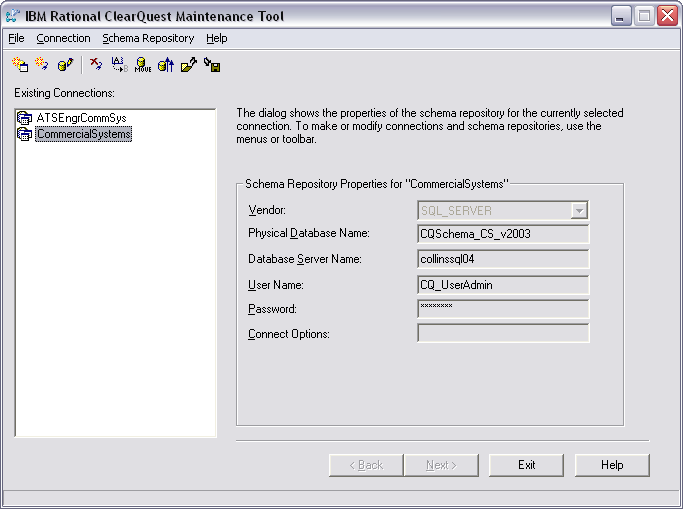 IBM Rational ClearQuest Maintenance Tool
File Connection Schema Repository Help
MOVE
Existing Connections:
ATSEngrCommSys
CommercialSystems
The dialog shows the properties of the schema repository for the currently selected
connection. To make or modify connections and schema repositories, use the
menus or toolbar.
Schema Repository Properties for "CommercialSystems"
Vendor: SQL_SERVER
Physical Database Name: CQSchema_CS_v2003
Database Server Name: collinssql04
User Name: CQ_UserAdmin
Password: ********
Connect Options:
< Back Next > Exit Help